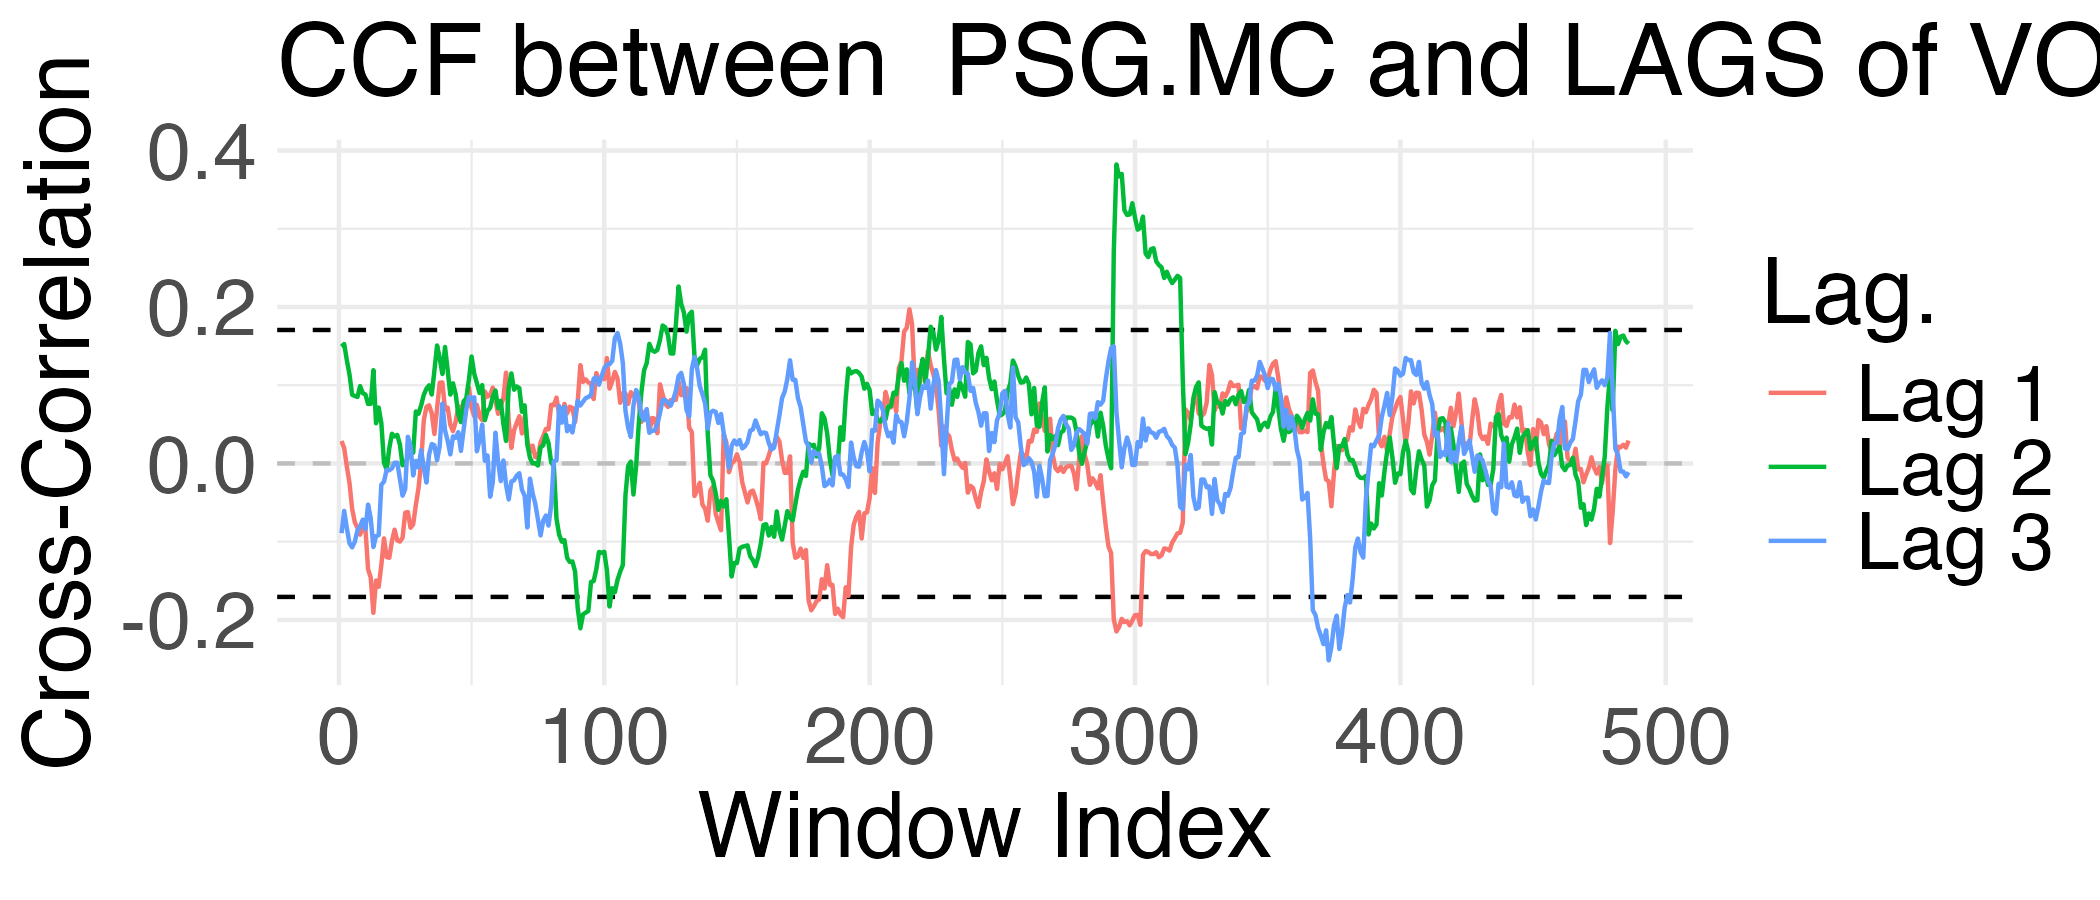 CCF between PSG.MC and LAGS of VO
Cross-Correlation
0.4
0.2
0.0
-0.2
0 100 200 300 400 500
Window Index
Lag.
Lag 1
Lag 2
Lag 3